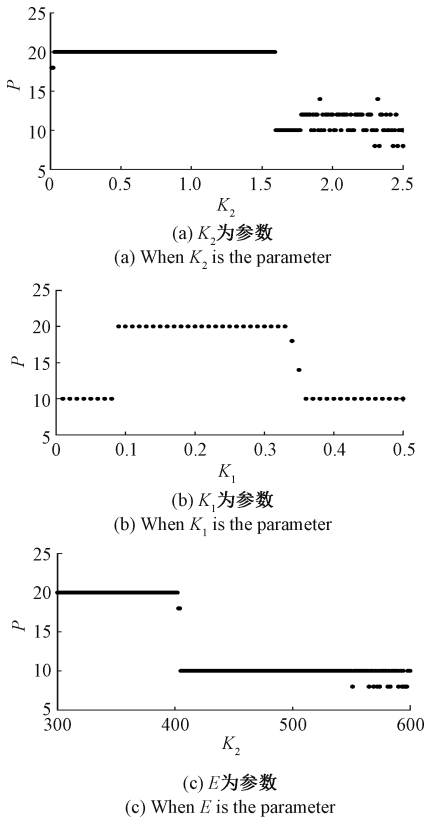 25
20
15
10
5
P
0
0.5
1.0
1.5
2.0
2.5
K2
(a) K2为参数
(a) When K2 is the parameter
25
20
15
10
5
P
0
0.1
0.2
0.3
0.4
0.5
K1
(b) K1为参数
(b) When K1 is the parameter
25
20
15
10
5
P
300
400
500
600
K2
(c) E为参数
(c) When E is the parameter